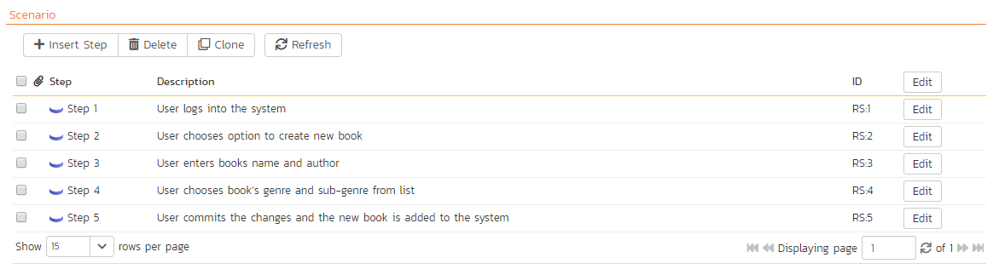 Scenario
Insert Step Delete Clone Refresh
Step Description ID Edit
Step 1 User logs into the system RS:1 Edit
Step 2 User chooses option to create new book RS:2 Edit
Step 3 User enters books name and author RS:3 Edit
Step 4 User chooses book's genre and sub-genre from list RS:4 Edit
Step 5 User commits the changes and the new book is added to the system RS:5 Edit
Show 15 rows per page Displaying page 1 of 1